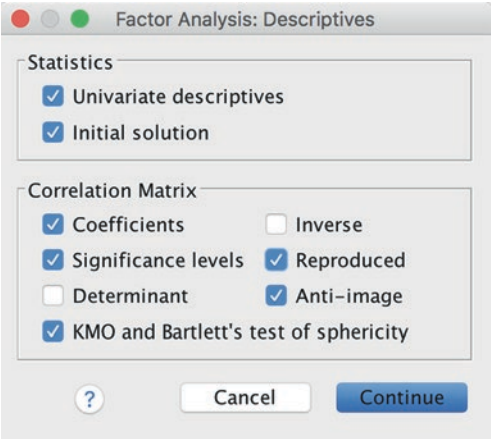 Factor Analysis: Descriptives
Statistics
Univariate descriptives
Initial solution
Correlation Matrix
Coefficients Inverse
Significance levels Reproduced
Determinant Anti-image
KMO and Bartlett's test of sphericity
? Cancel Continue